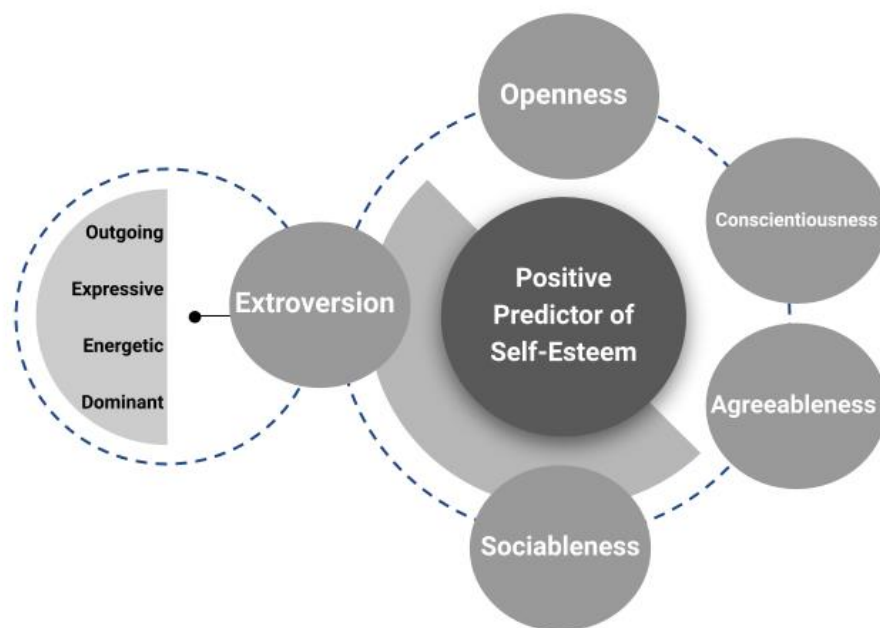 Openness
Conscientiousness
Outgoing
Expressive
Energetic
Dominant
Extroversion
Positive
Predictor of
Self-Esteem
Agreeableness
Sociableness